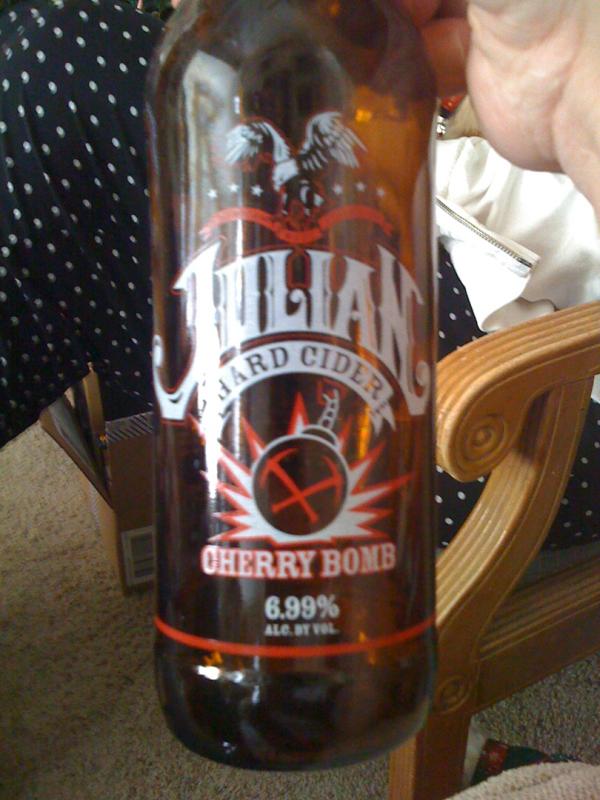 JULIAN
HARD CIDER
CHERRY BOMB
6.99%
ALC. BY VOL.